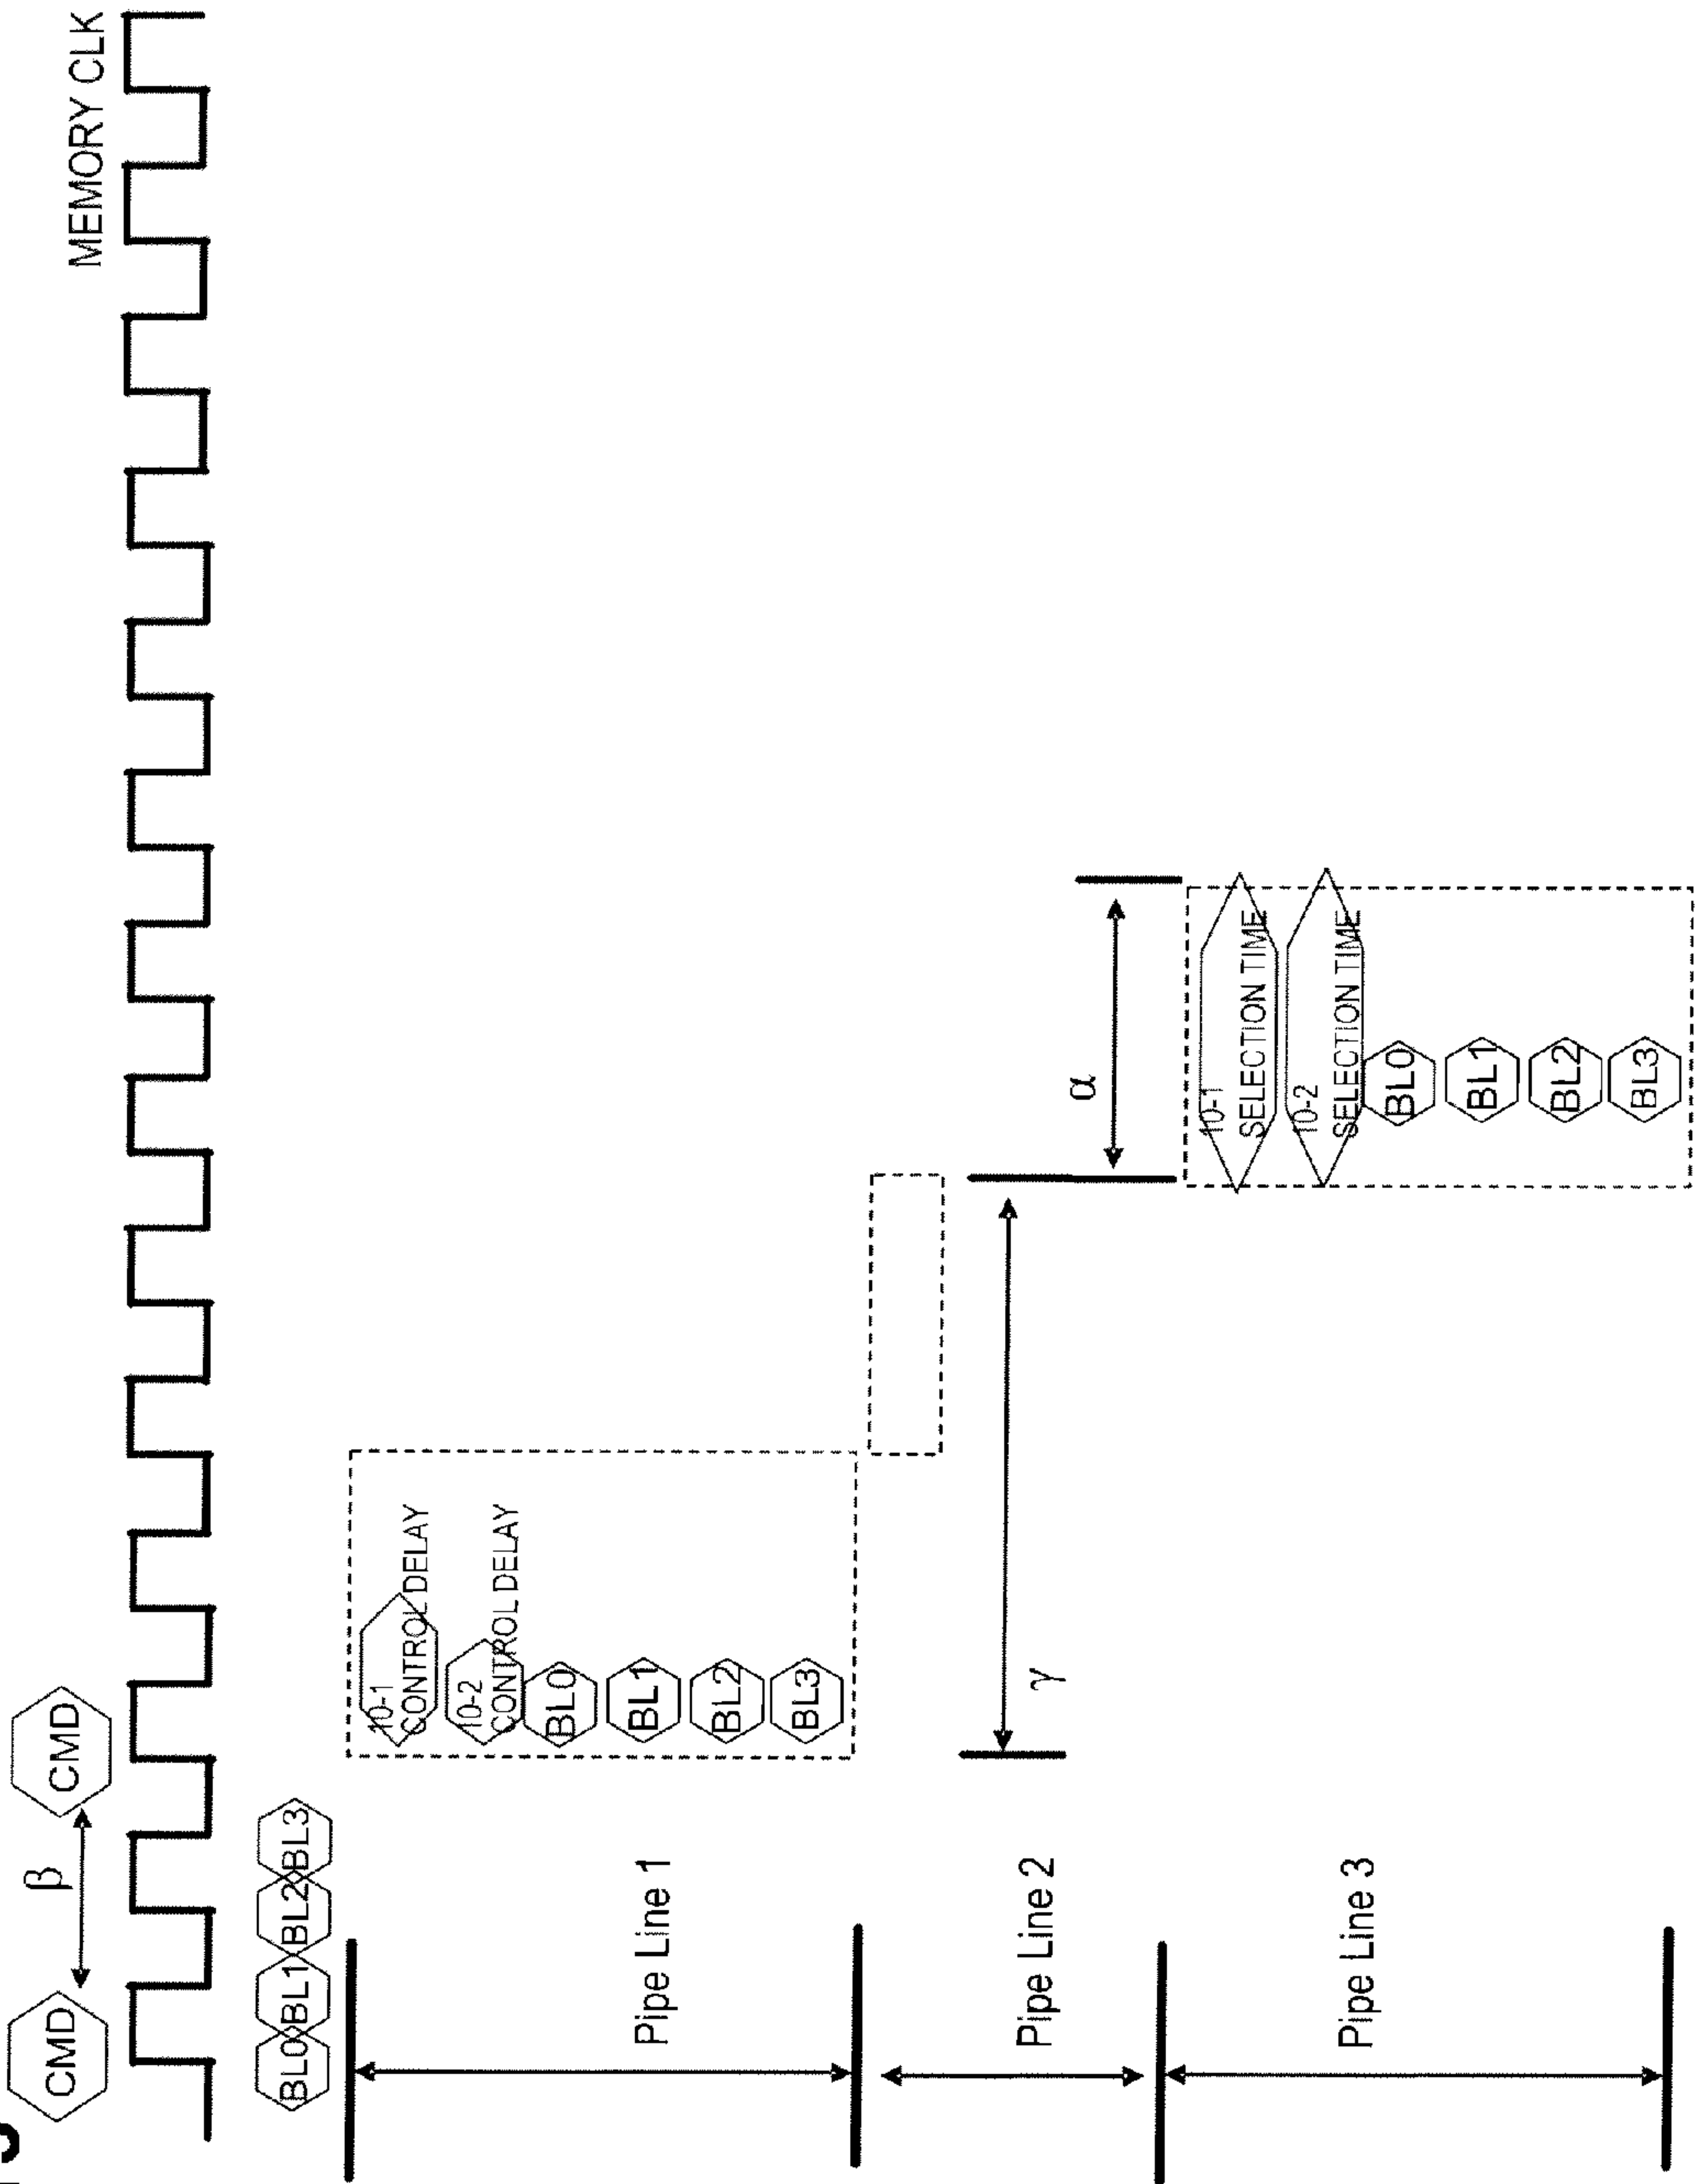 CMD β CMD
MEMORY CLK
BL0 BL1 BL2 BL3
10-1
CONTROL DELAY
10-2
CONTROL DELAY
BL0
Pipe Line 1
BL1
BL2
BL3
Pipe Line 2
γ
α
10-1
SELECTION TIME
10-2
SELECTION TIME
Pipe Line 3
BL0
BL1
BL2
BL3